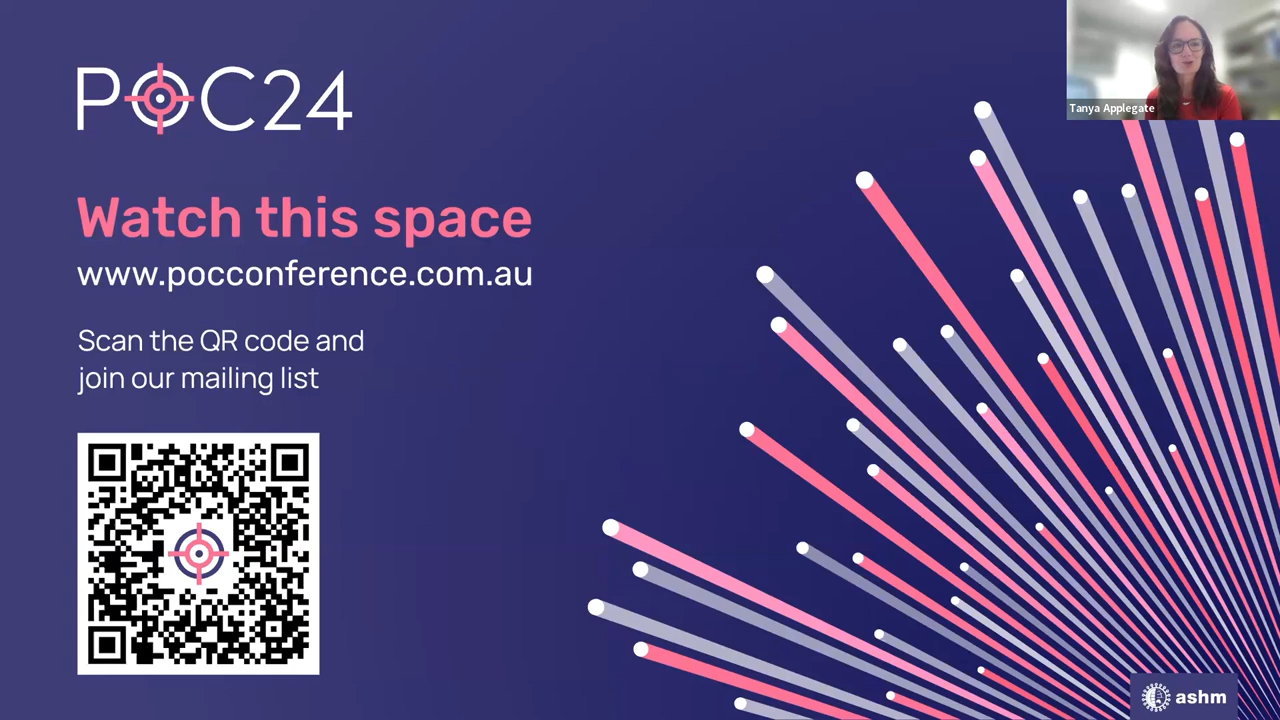 POC24
Tanya Applegate
Watch this space
www.pocconference.com.au
Scan the QR code and
join our mailing list
ashm